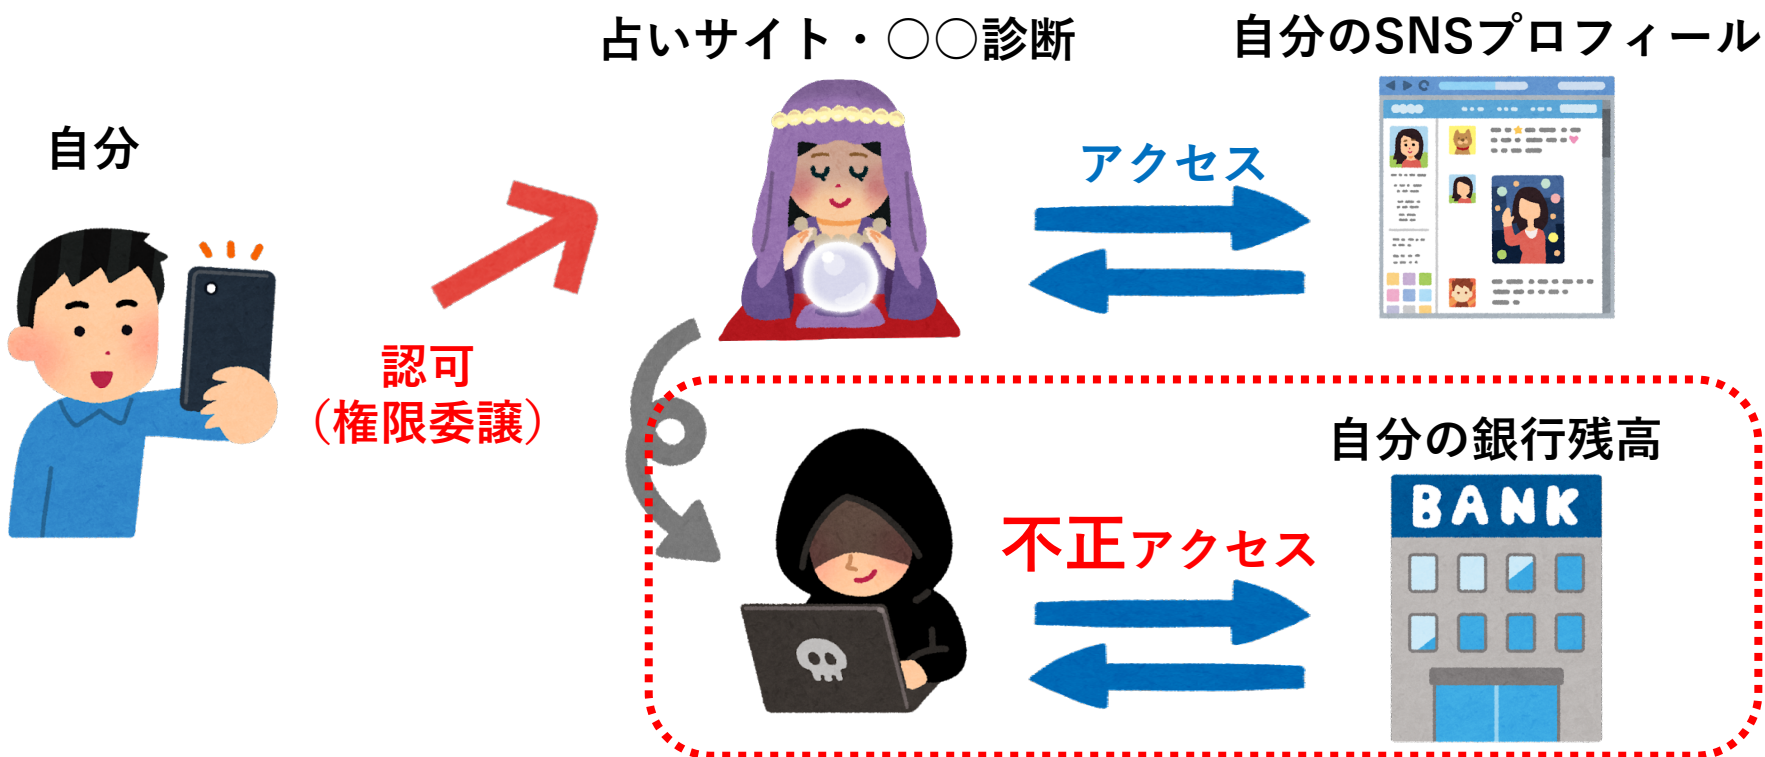 占いサイト・○○診断
自分のSNSプロフィール
自分
アクセス
認可
（権限委譲）
自分の銀行残高
BANK
不正アクセス